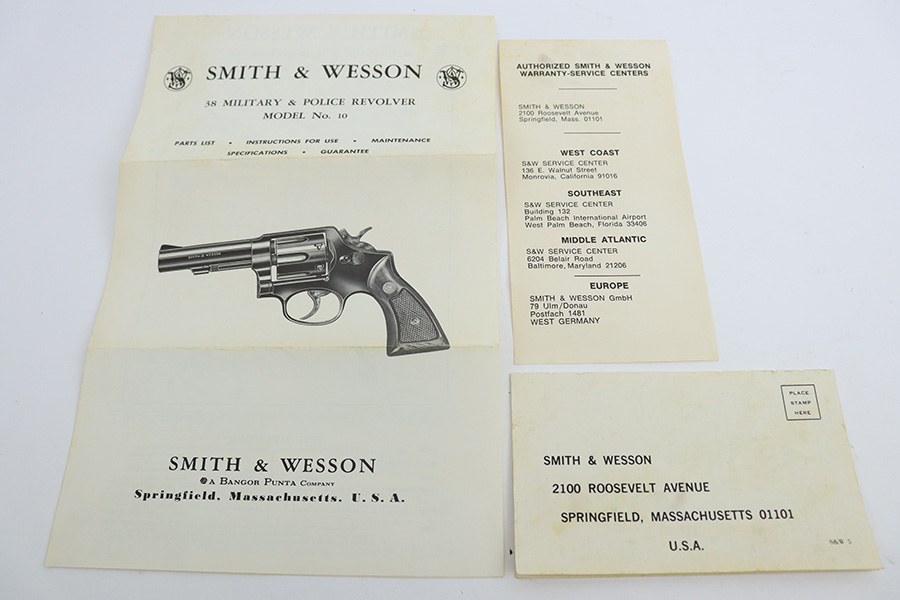 SMITH & WESSON
38 MILITARY & POLICE REVOLVER
MODEL No. 10
PARTS LIST • INSTRUCTIONS FOR USE • MAINTENANCE
SPECIFICATIONS • GUARANTEE
SMITH & WESSON
A BANGOR PUNTA COMPANY
Springfield, Massachusetts, U. S. A.
AUTHORIZED SMITH & WESSON
WARRANTY-SERVICE CENTERS
SMITH & WESSON
2100 Roosevelt Avenue
Springfield, Mass. 01101
WEST COAST
S&W SERVICE CENTER
136 E. Walnut Street
Monrovia, California 91016
SOUTHEAST
S&W SERVICE CENTER
Building 132
Palm Beach International Airport
West Palm Beach, Florida 33406
MIDDLE ATLANTIC
S&W SERVICE CENTER
6204 Belair Road
Baltimore, Maryland 21206
EUROPE
SMITH & WESSON GmbH
79 Ulm/Donau
Postfach 1481
WEST GERMANY
PLACE
STAMP
HERE
SMITH & WESSON
2100 ROOSEVELT AVENUE
SPRINGFIELD, MASSACHUSETTS 01101
U.S.A.
S&W 5